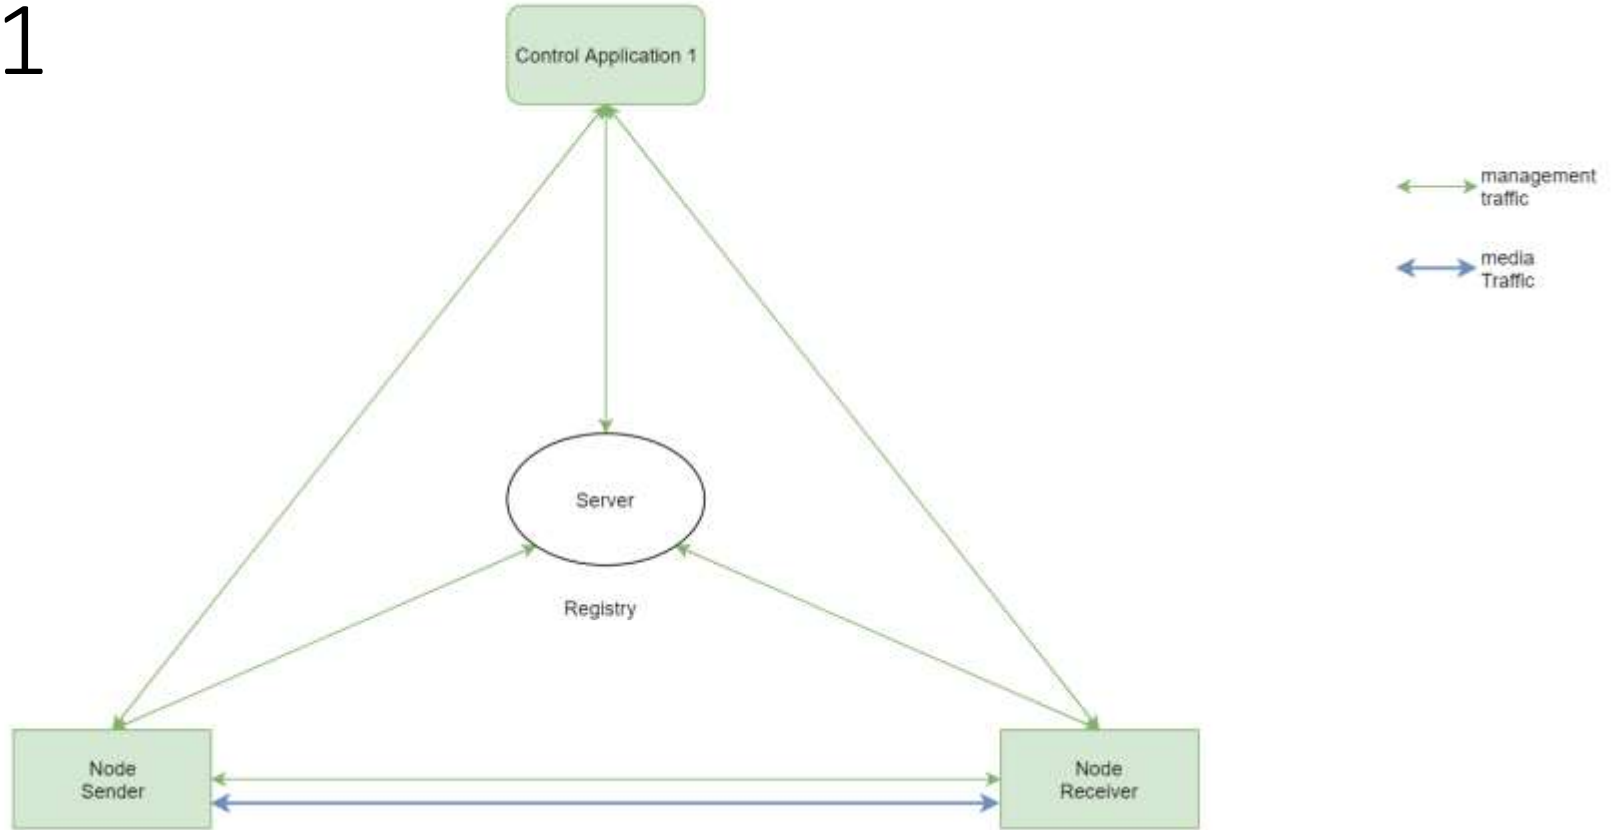 1
Control Application 1
management
traffic
media
Traffic
Server
Registry
Node
Sender
Node
Receiver